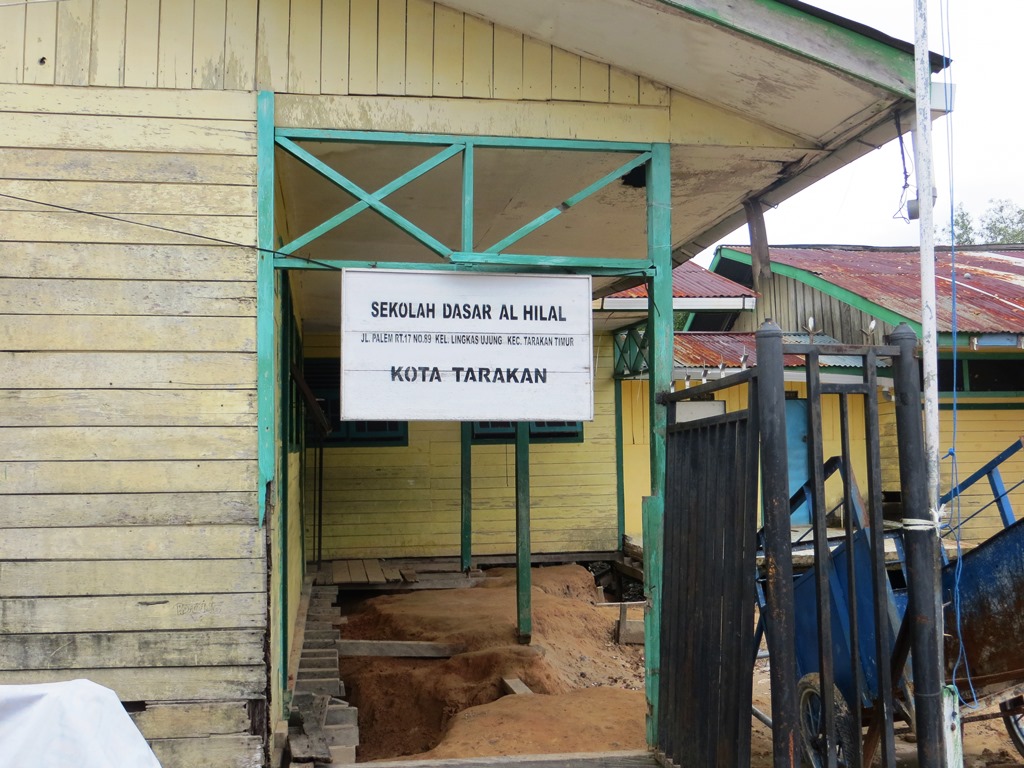 SEKOLAH DASAR AL HILAL
JL. PALEM RT.17 NO.89 KEL: LINGKAS UJUNG KEC. TARAKAN TIMUR
KOTA TARAKAN